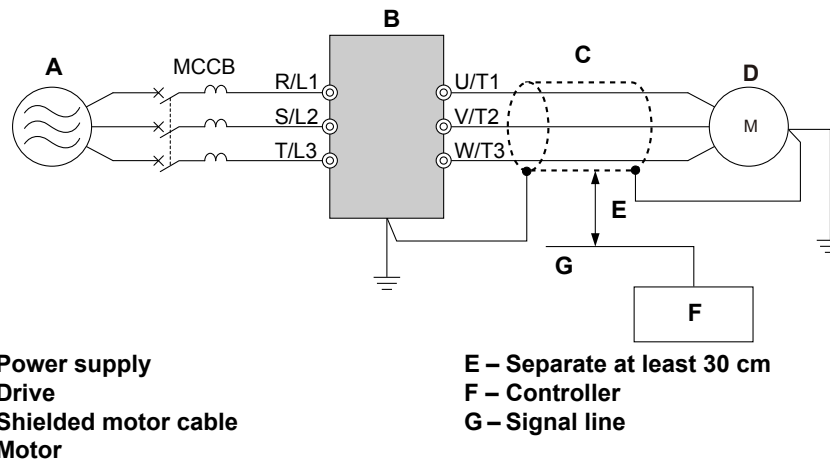 B
A
MCCB
C
D
R/L1
U/T1
S/L2
V/T2
M
T/L3
W/T3
E
G
F
Power supply
Drive
Shielded motor cable
Motor
E – Separate at least 30 cm
F – Controller
G – Signal line